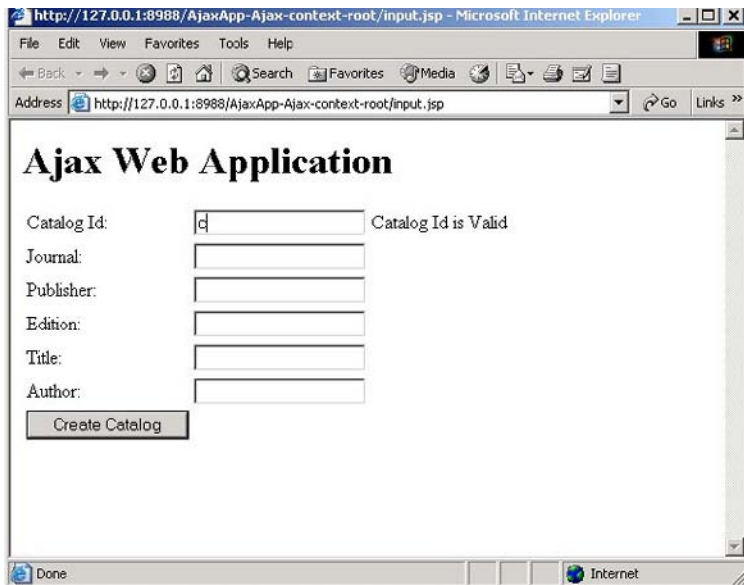 http://127.0.0.1:8988/AjaxApp-Ajax-context-root/input.jsp - Microsoft Internet Explorer
File Edit View Favorites Tools Help
Back Search Favorites Media
Address http://127.0.0.1:8988/AjaxApp-Ajax-context-root/input.jsp Go Links »
Ajax Web Application
Catalog Id: c Catalog Id is Valid
Journal:
Publisher:
Edition:
Title:
Author:
Create Catalog
Done Internet